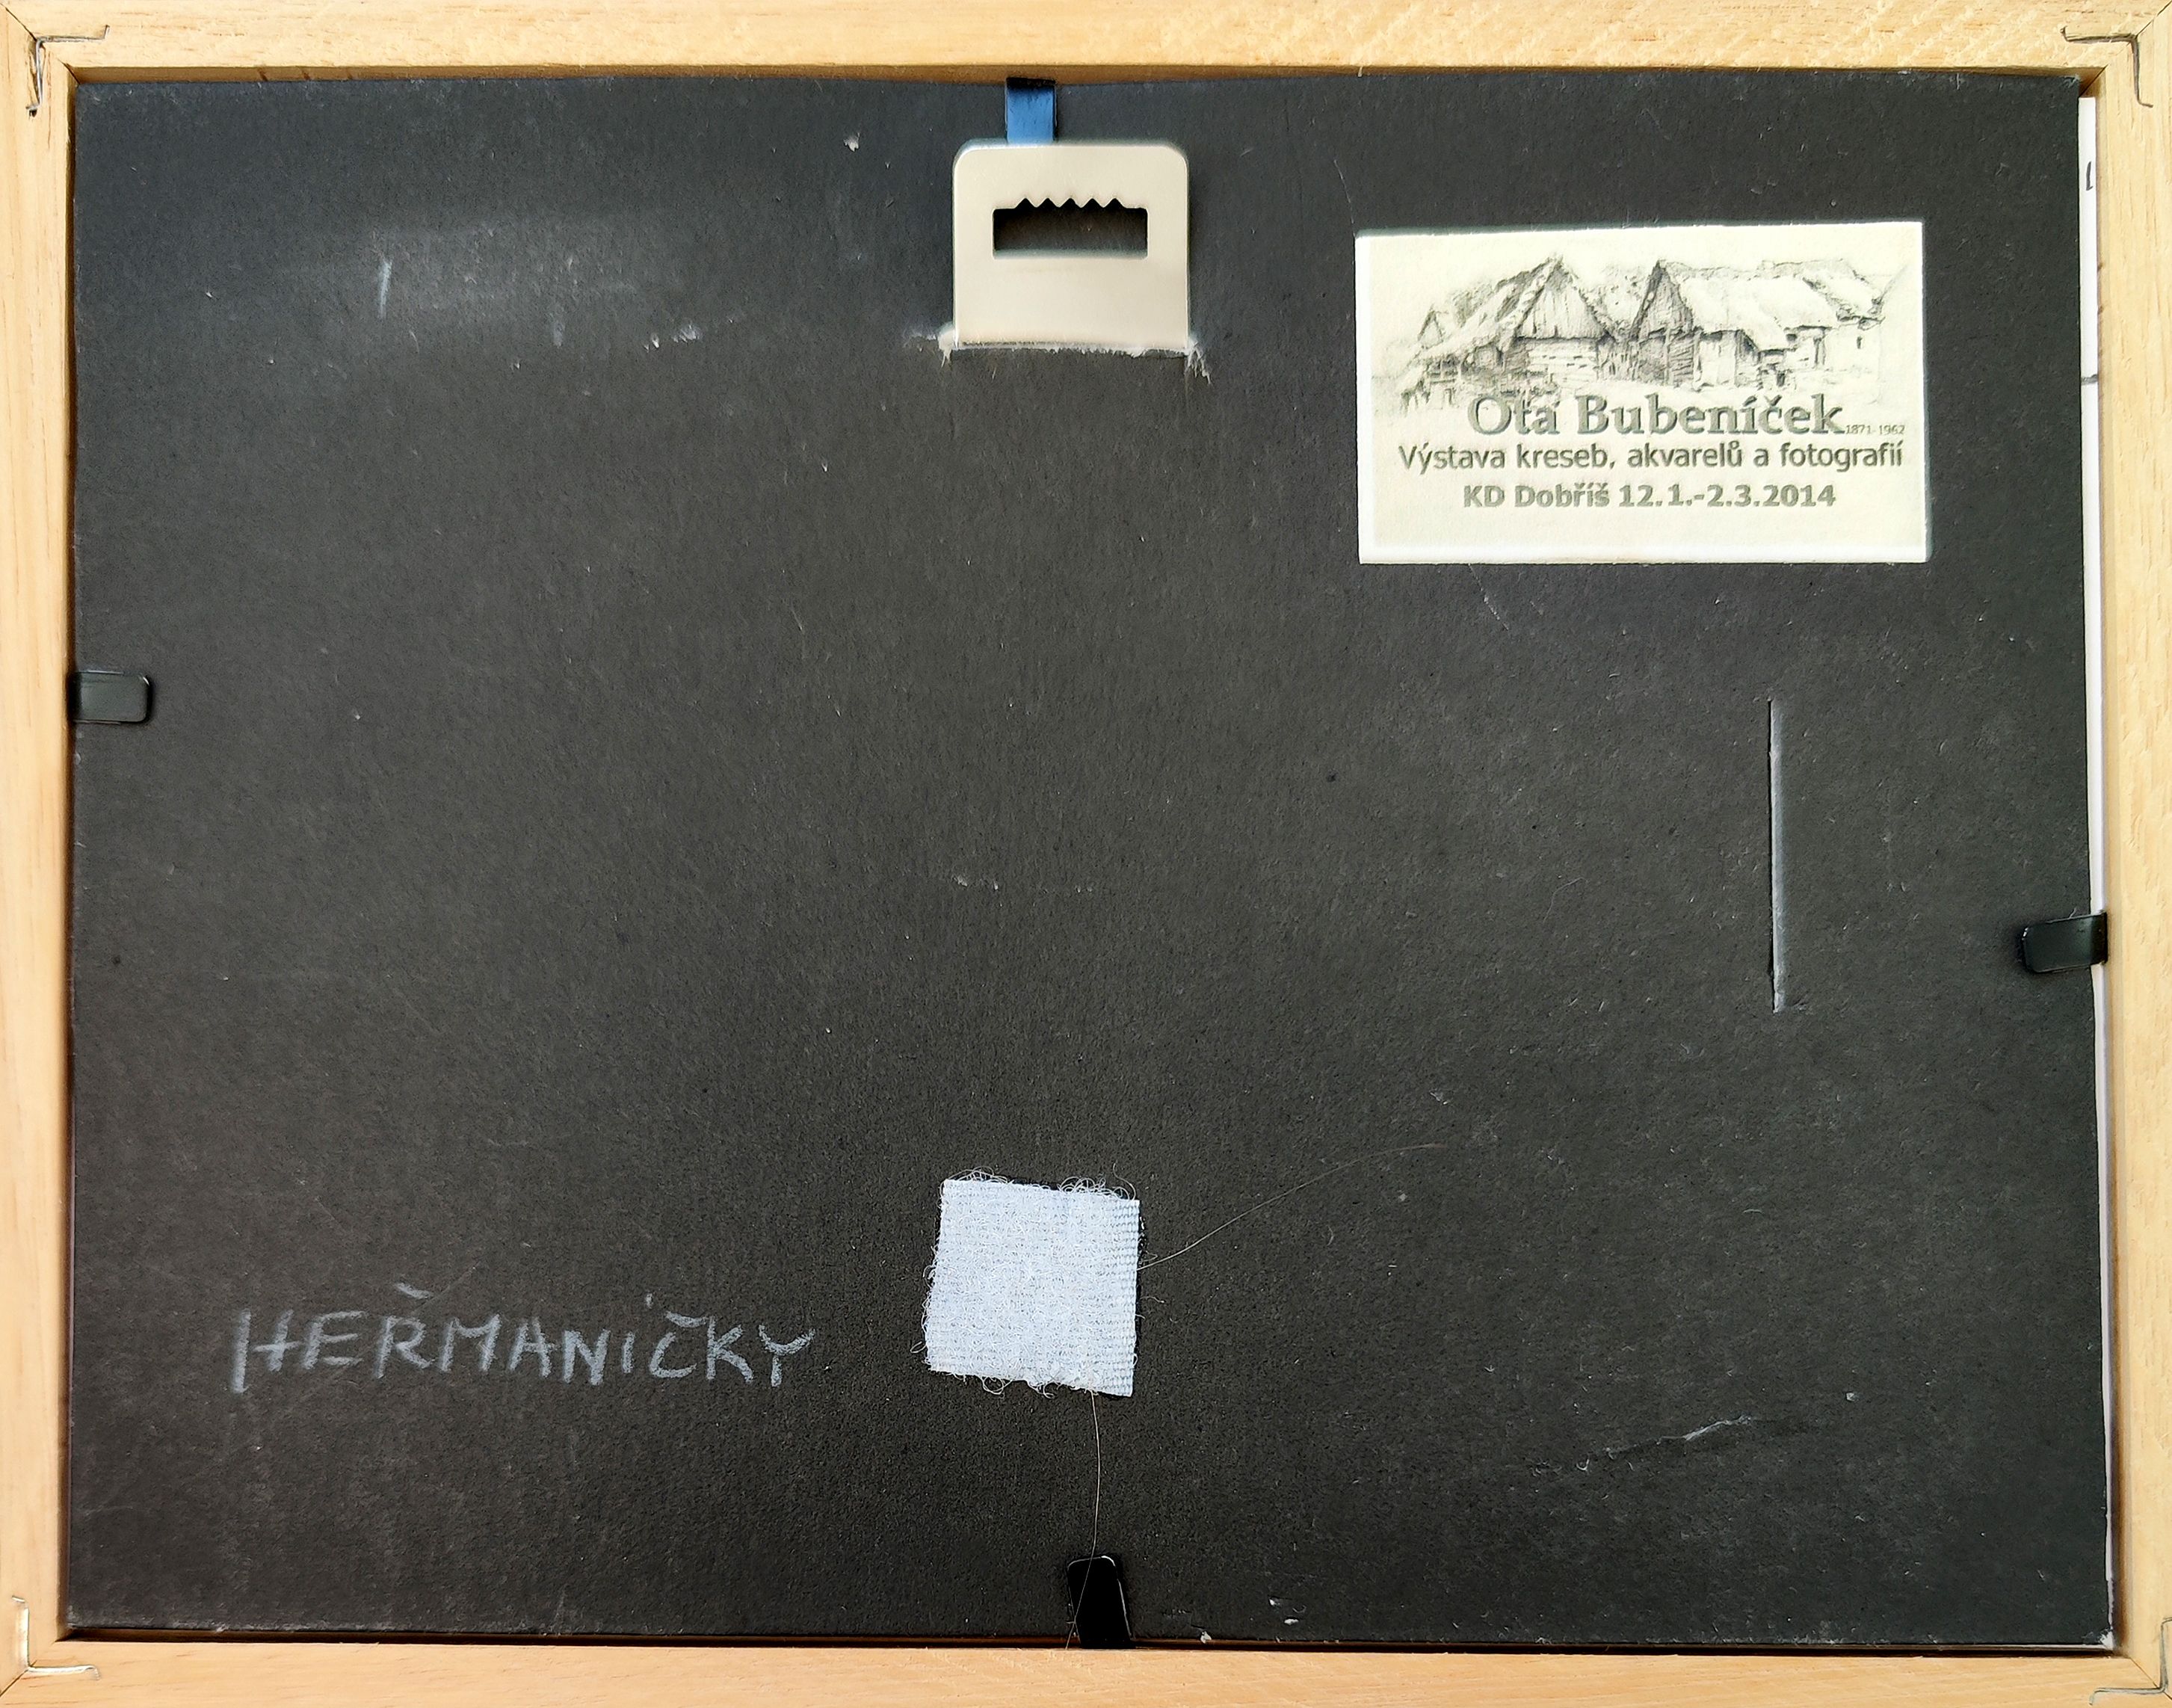 Ota Bubeníček 1871-1962
Výstava kreseb, akvarelů a fotografií
KD Dobříš 12.1.-2.3.2014
HEŘMANIČKY